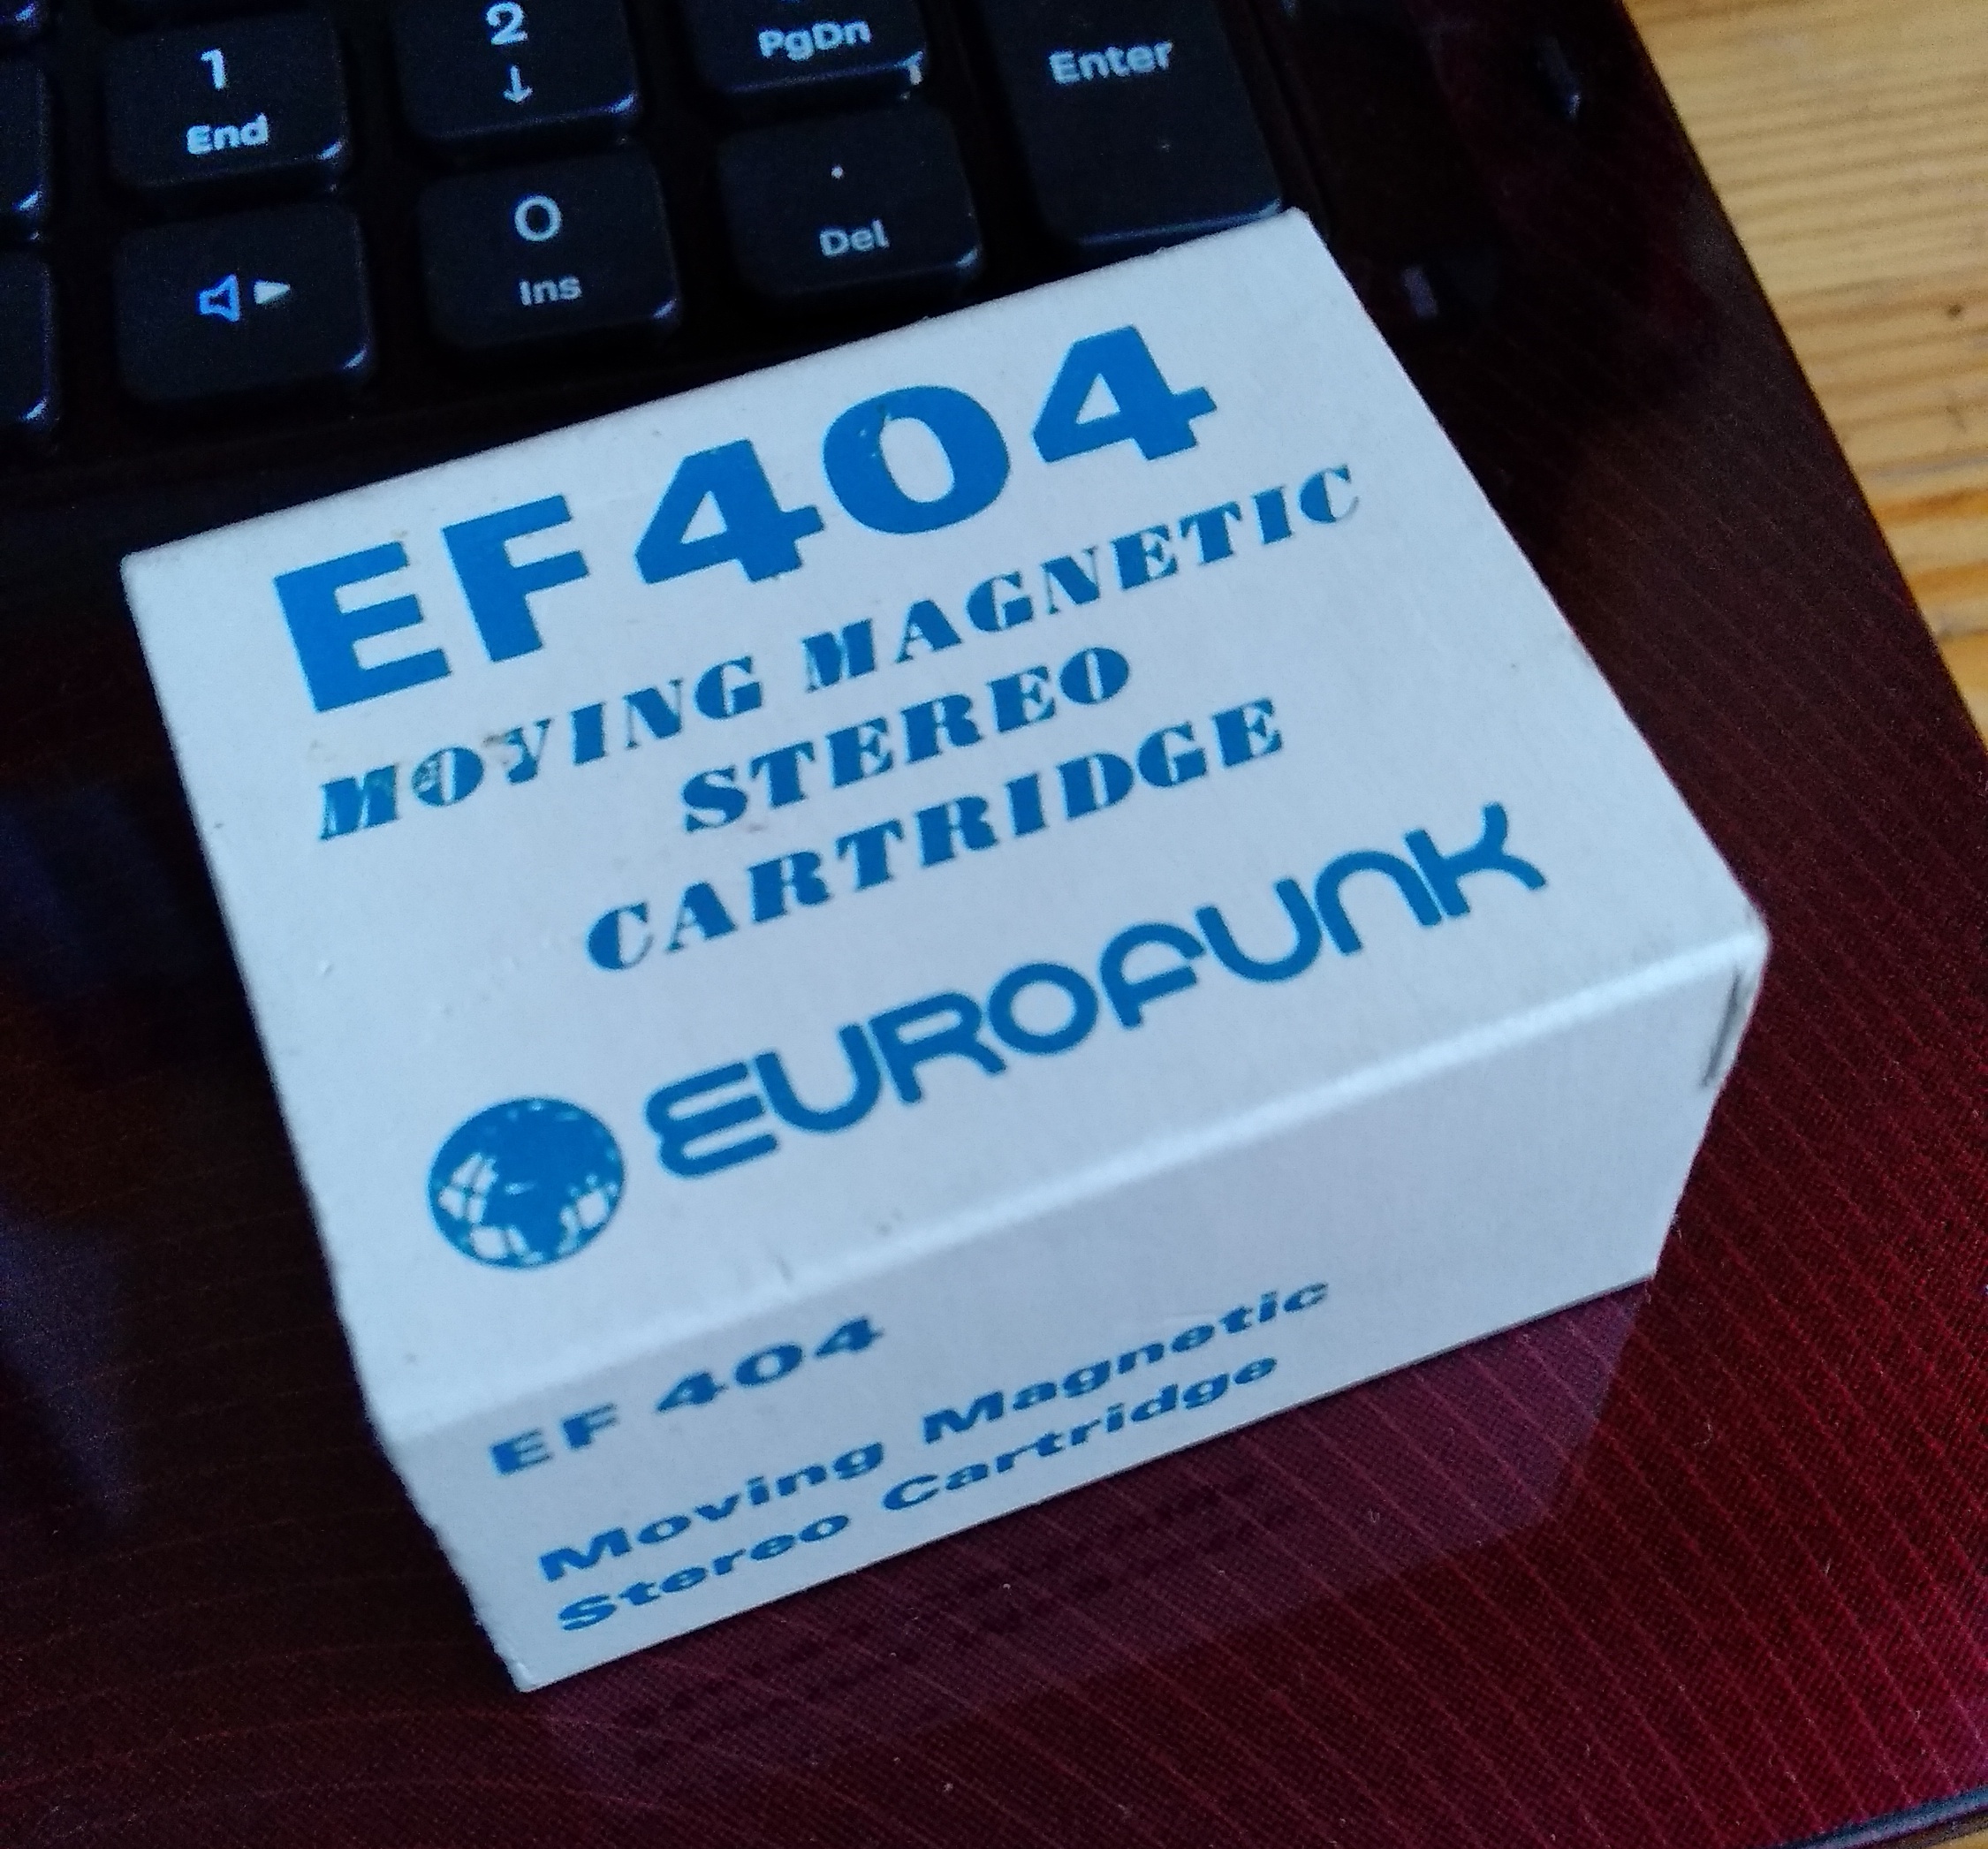 1
End
2
↓
PgDn
Enter
0
Ins
.
Del
EF404
MOVING MAGNETIC
STEREO
CARTRIDGE
EUROFUNK
EF 404
Moving Magnetic
Stereo Cartridge